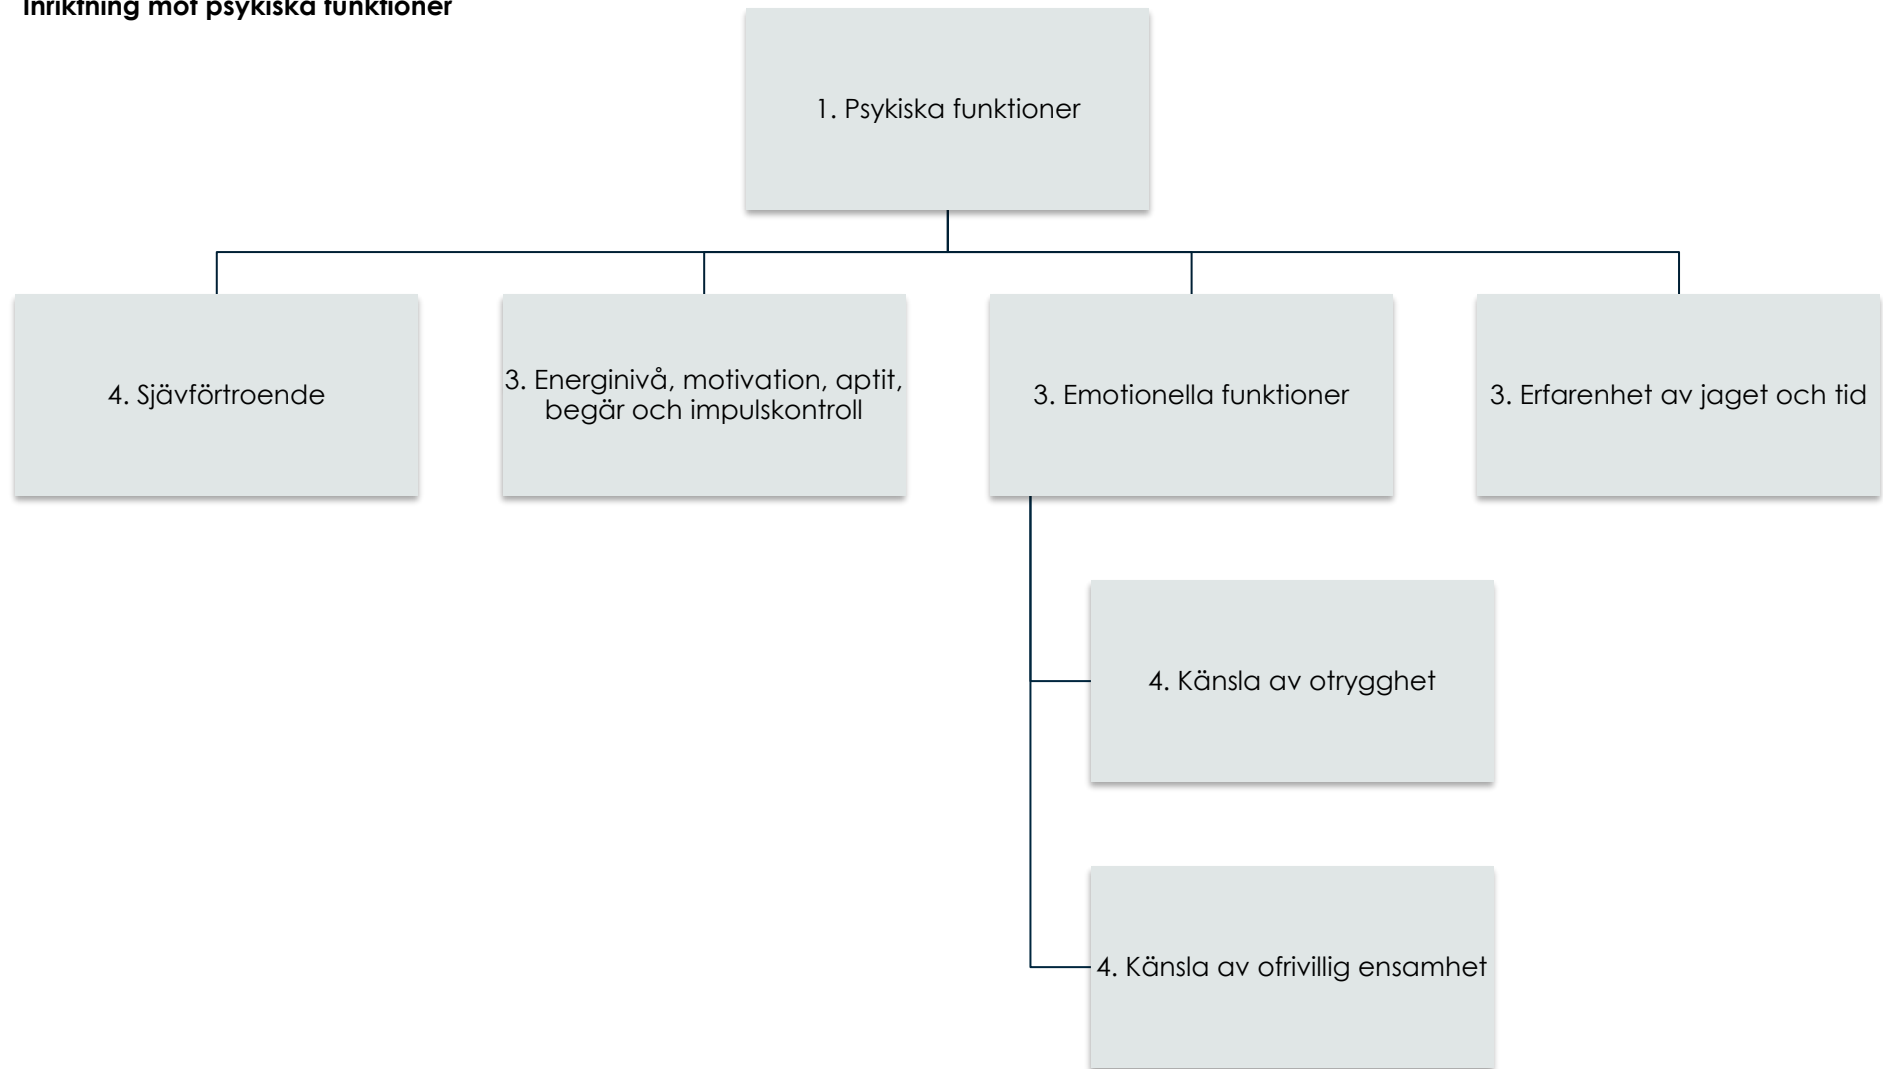 Inriktning mot psykiska funktioner
1. Psykiska funktioner
4. Sjävförtroende
3. Energinivå, motivation, aptit,
begär och impulskontroll
3. Emotionella funktioner
3. Erfarenhet av jaget och tid
4. Känsla av otrygghet
4. Känsla av ofrivillig ensamhet